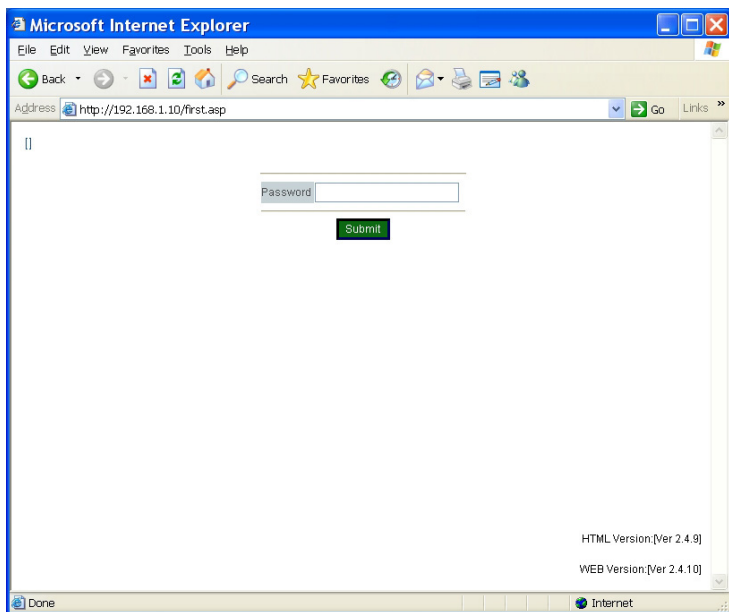 Microsoft Internet Explorer
File Edit View Favorites Tools Help
Back Search Favorites
Address http://192.168.1.10/first.asp Go Links »
[]
Password
Submit
HTML Version:[Ver 2.4.9]
WEB Version:[Ver 2.4.10]
Done Internet